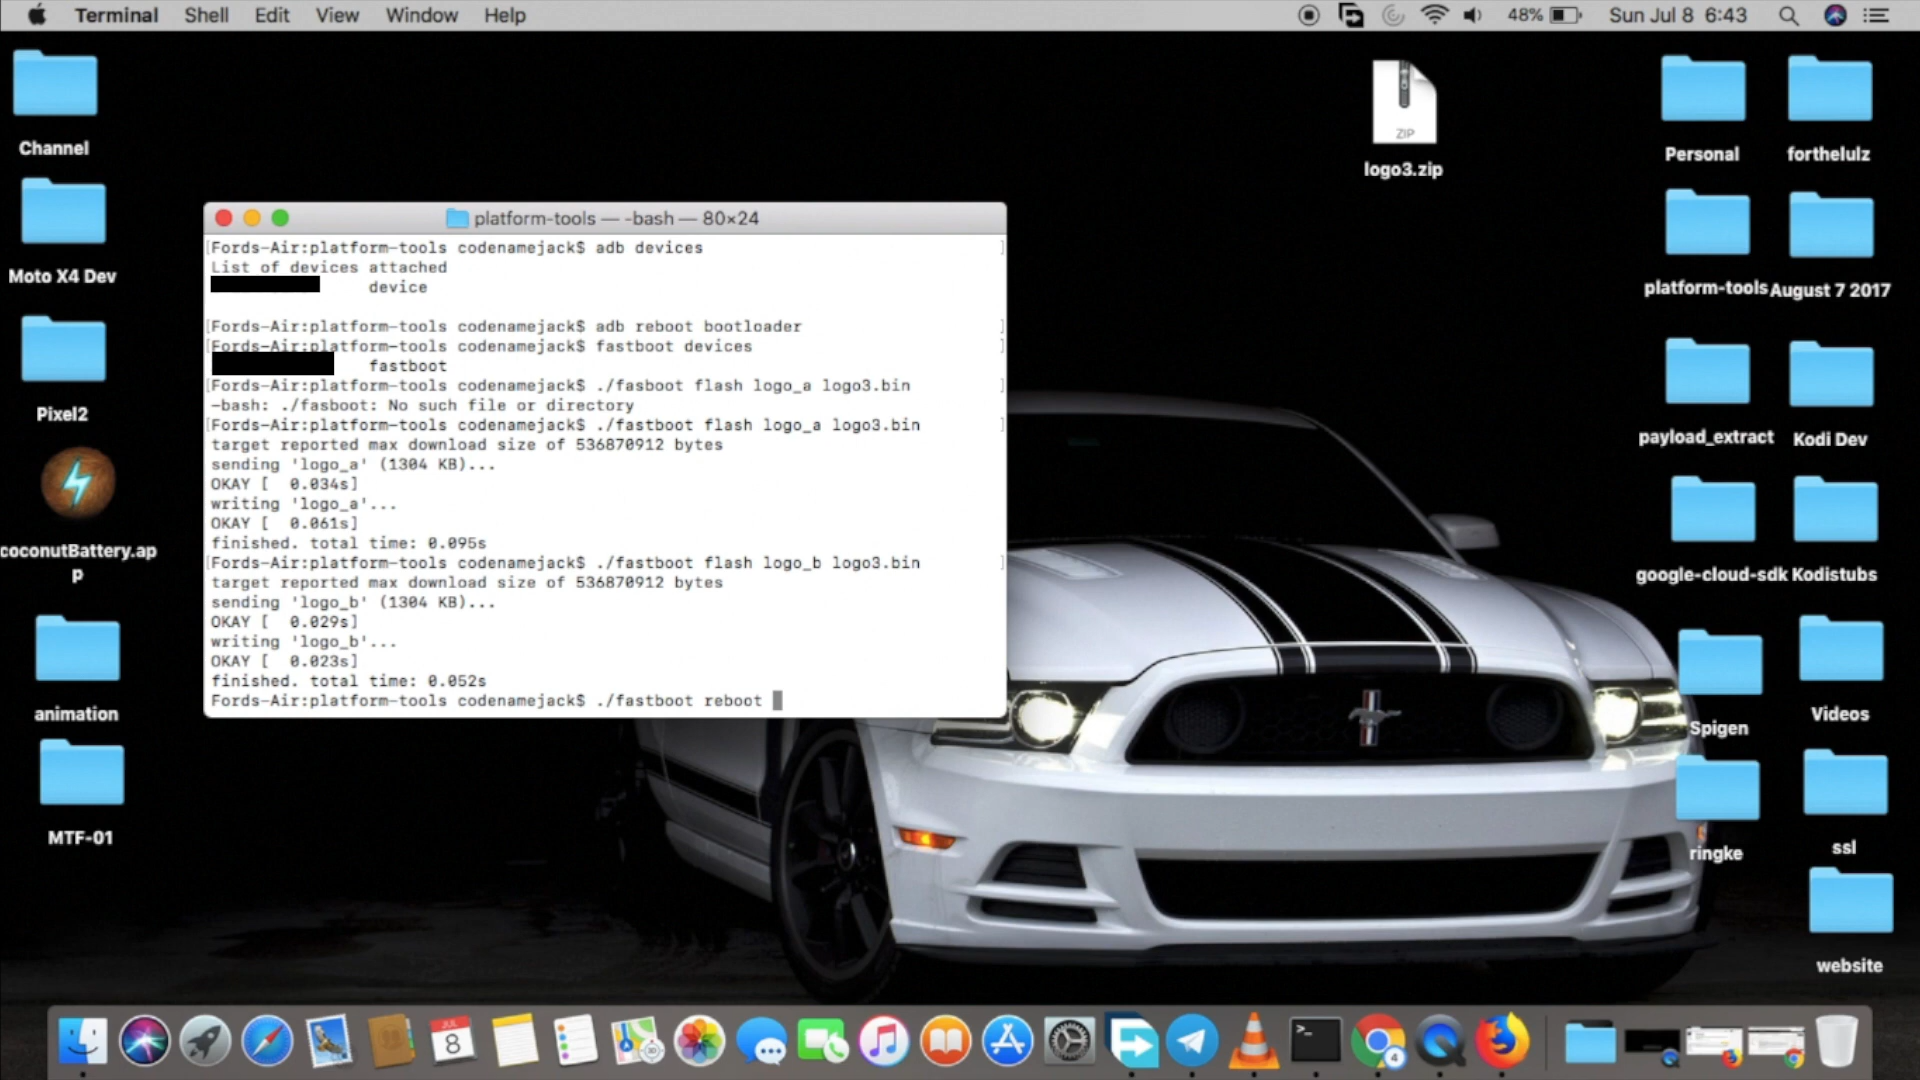 Terminal Shell Edit View Window Help
48% Sun Jul 8 6:43
Channel
Moto X4 Dev
Pixel2
coconutBattery.ap
p
animation
MTF-01
platform-tools — -bash — 80×24
[Fords-Air:platform-tools codenamejack$ adb devices ]
List of devices attached
device
[Fords-Air:platform-tools codenamejack$ adb reboot bootloader ]
[Fords-Air:platform-tools codenamejack$ fastboot devices ]
fastboot
[Fords-Air:platform-tools codenamejack$ ./fasboot flash logo_a logo3.bin ]
-bash: ./fasboot: No such file or directory
[Fords-Air:platform-tools codenamejack$ ./fastboot flash logo_a logo3.bin ]
target reported max download size of 536870912 bytes
sending 'logo_a' (1304 KB)...
OKAY [  0.034s]
writing 'logo_a'...
OKAY [  0.061s]
finished. total time: 0.095s
[Fords-Air:platform-tools codenamejack$ ./fastboot flash logo_b logo3.bin ]
target reported max download size of 536870912 bytes
sending 'logo_b' (1304 KB)...
OKAY [  0.029s]
writing 'logo_b'...
OKAY [  0.023s]
finished. total time: 0.052s
Fords-Air:platform-tools codenamejack$ ./fastboot reboot
ZIP
logo3.zip
Personal forthelulz
platform-tools August 7 2017
payload_extract Kodi Dev
google-cloud-sdk Kodistubs
Spigen Videos
ringke ssl
website
JUL
8
30
>_
4